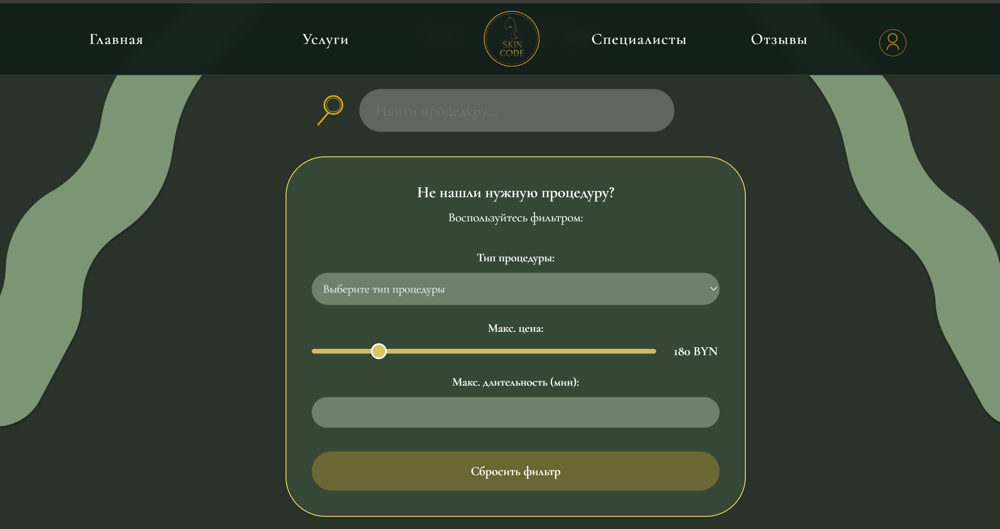 Главная
Услуги
SKIN
CODE
Специалисты
Отзывы
Найти процедуру...
Не нашли нужную процедуру?
Воспользуйтесь фильтром:
Тип процедуры:
Выберите тип процедуры
Макс. цена:
180 BYN
Макс. длительность (мин):
Сбросить фильтр